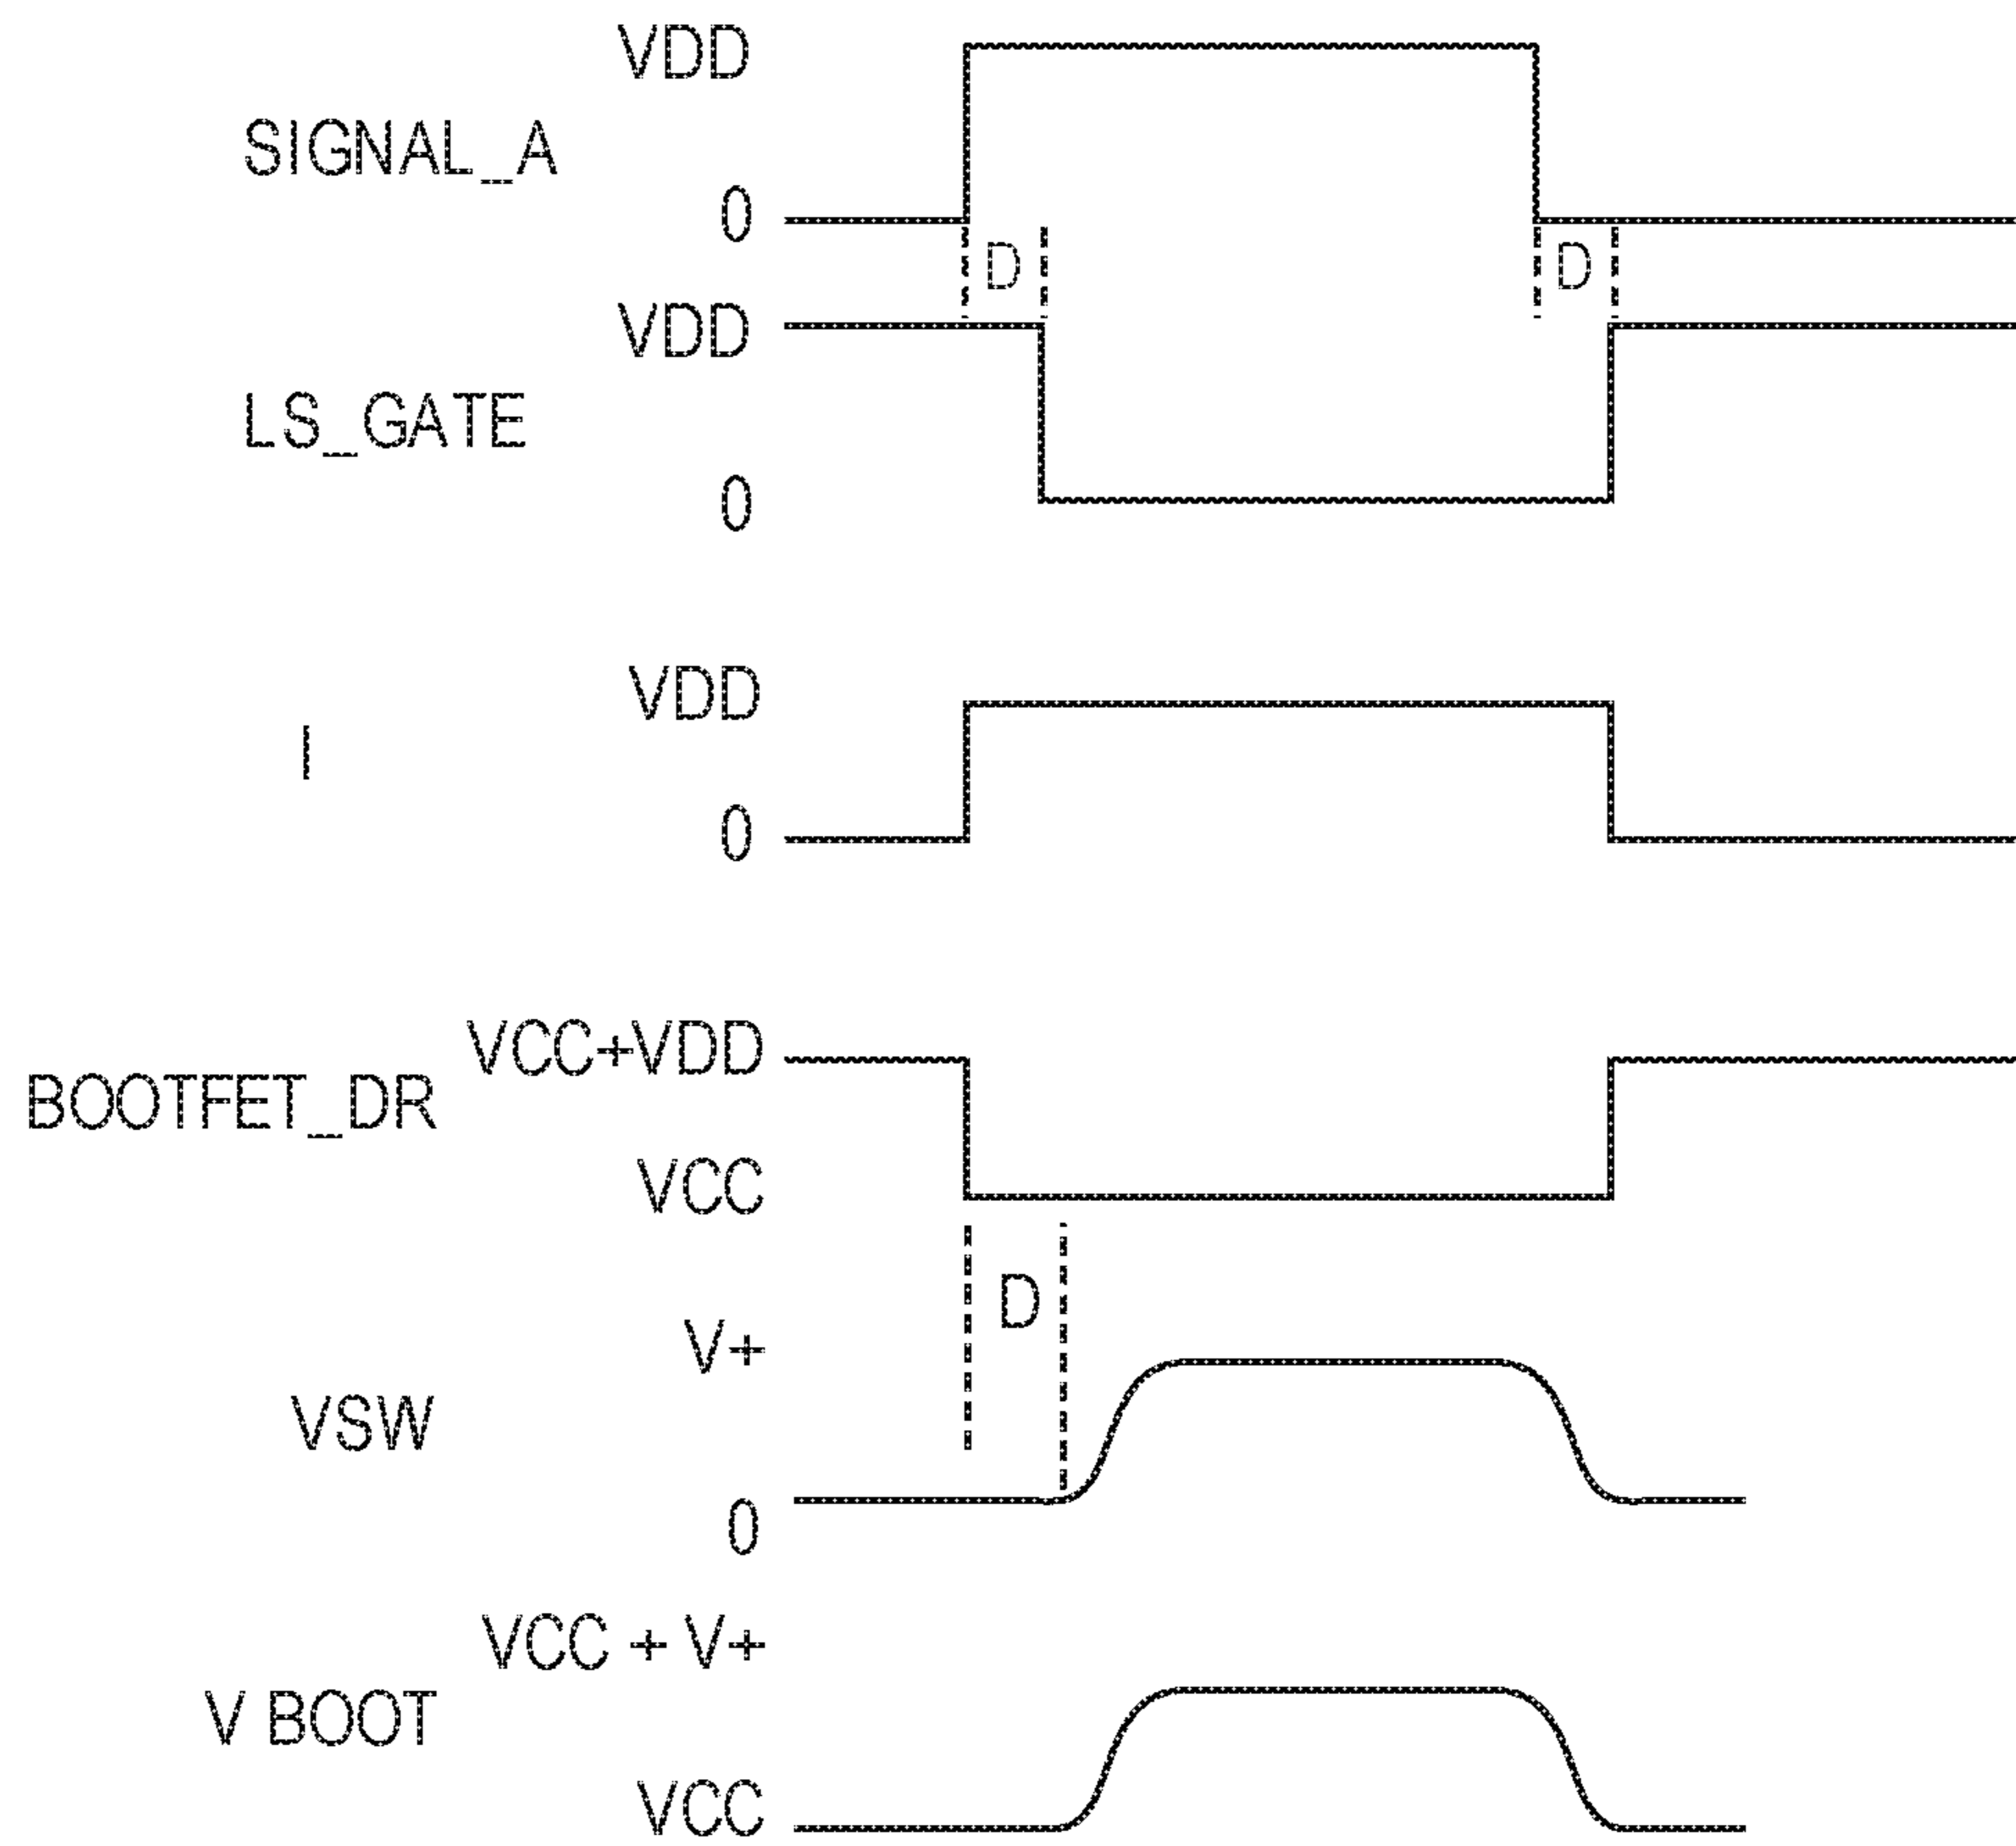 VDD
SIGNAL_A
0
D D
VDD
LS_GATE
0
VDD
I
0
VCC+VDD
BOOTFET_DR
VCC
D
V+
VSW
0
VCC + V+
V BOOT
VCC